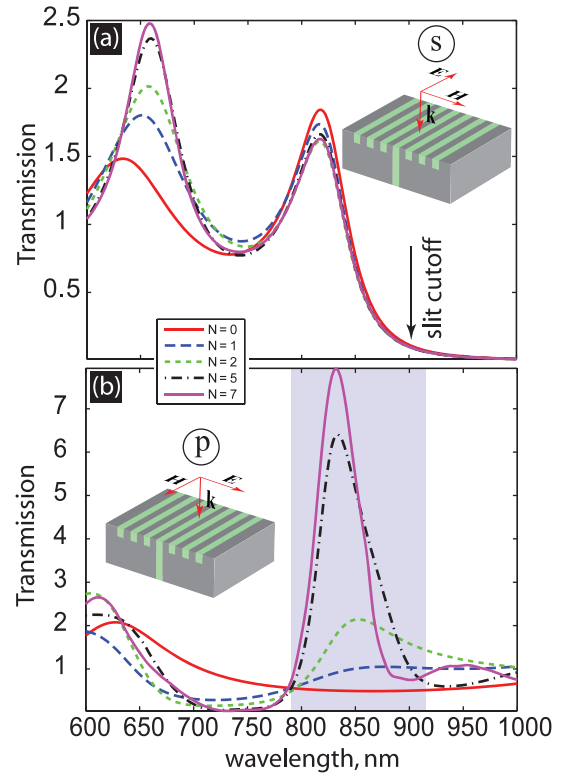 (a)
S
E
H
k
Transmission
2.5
2
1.5
1
0.5
slit cutoff
N = 0
N = 1
N = 2
N = 5
N = 7
(b)
p
H
E
k
Transmission
7
6
5
4
3
2
1
600 650 700 750 800 850 900 950 1000
wavelength, nm